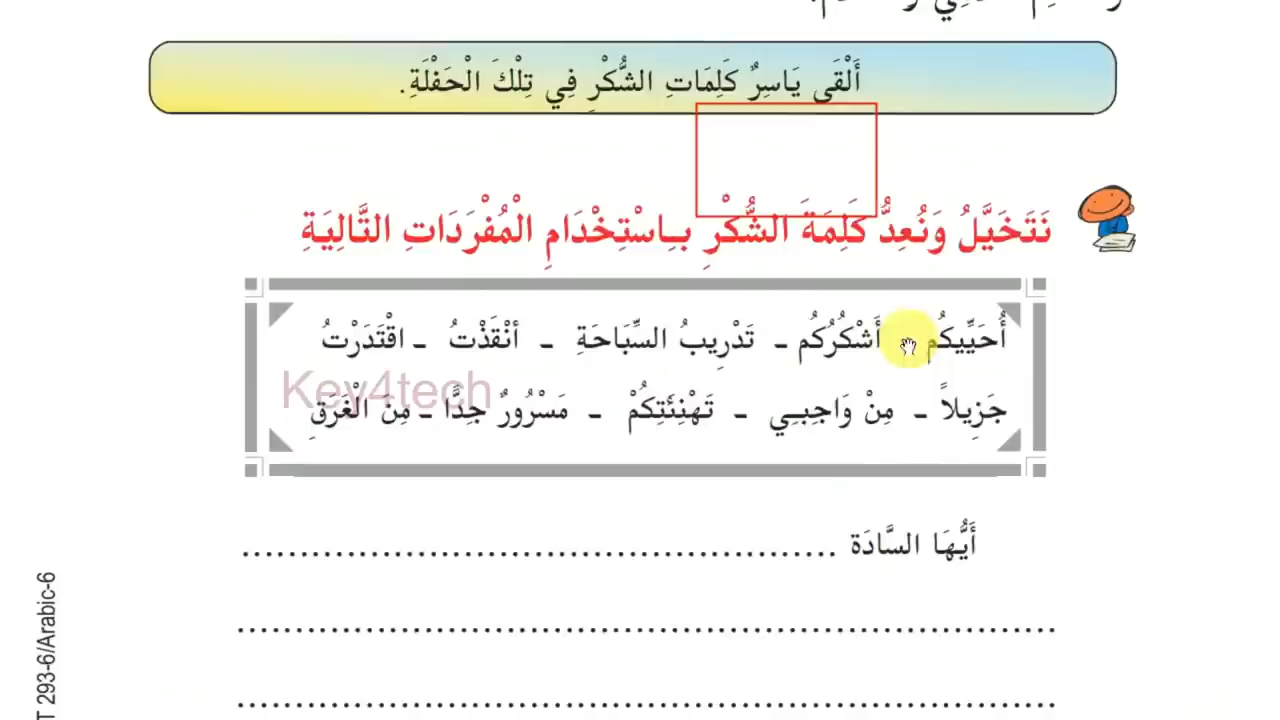 أَلْقَى يَاسِرٌ كَلِمَاتِ الشُّكْرِ فِي تِلْكَ الْحَفْلَةِ.
نَتَخَيَّلُ وَنُعِدُّ كَلِمَةَ الشُّكْرِ بِاسْتِخْدَامِ الْمُفْرَدَاتِ التَّالِيَةِ
أُحَيِّيكُم - أَشْكُرُكُم - تَدْرِيبُ السِّبَاحَةِ - أنْقَذْتُ - اقْتَدَرْتُ
جَزِيلاً - مِنْ وَاجِبِي - تَهْنِئَتِكُمْ - مَسْرُورٌ جِدًّا - مِنَ الْغَرَقِ
Key4tech
أَيُّهَا السَّادَة ......................................................
..........................................................................
..........................................................................
T 293-6/Arabic-6